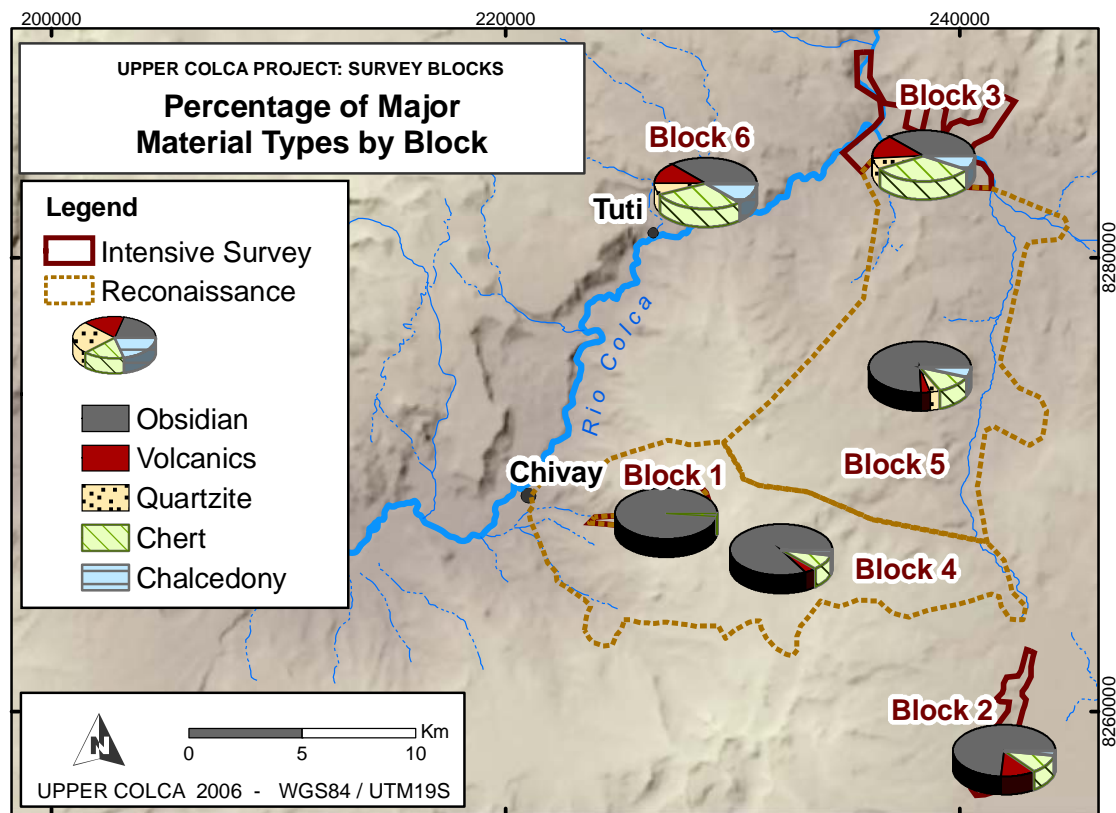 200000
220000
240000
UPPER COLCA PROJECT: SURVEY BLOCKS
Percentage of Major
Material Types by Block
Block 3
Block 6
Tuti
Legend
Intensive Survey
Reconaissance
8280000
Rio Colca
Obsidian
Volcanics
Quartzite
Chert
Chalcedony
Chivay
Block 1
Block 5
Block 4
Block 2
8260000
N
Km
0 5 10
UPPER COLCA 2006 - WGS84 / UTM19S